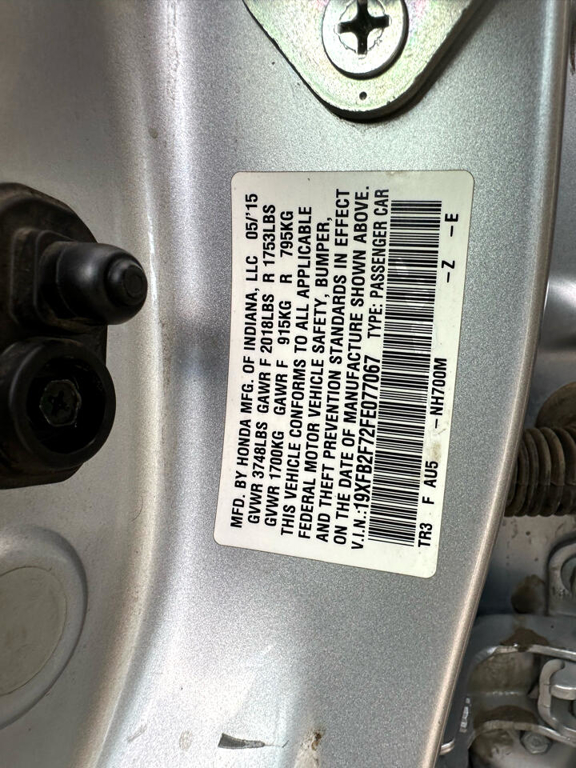 MFD. BY HONDA MFG. OF INDIANA, LLC 05/'15
GVWR 3748LBS GAWR F 2018LBS R 1753LBS
GVWR 1700KG GAWR F 915KG R 795KG
THIS VEHICLE CONFORMS TO ALL APPLICABLE
FEDERAL MOTOR VEHICLE SAFETY, BUMPER,
AND THEFT PREVENTION STANDARDS IN EFFECT
ON THE DATE OF MANUFACTURE SHOWN ABOVE.
V.I.N.:19XFB2F72FE077067 TYPE: PASSENGER CAR
TR3 F AU5 -NH700M -Z -E